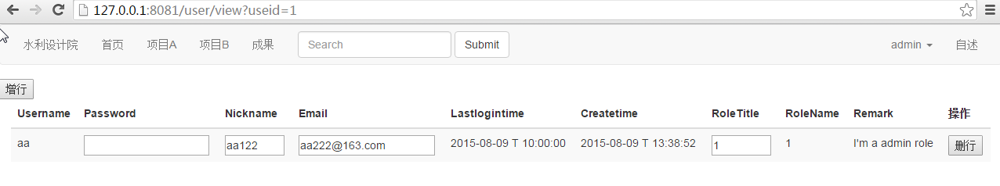 127.0.0.1:8081/user/view?useid=1
水利设计院 首页 项目A 项目B 成果 Search Submit admin 自述
增行
Username Password Nickname Email Lastlogintime Createtime RoleTitle RoleName Remark 操作
aa aa122 aa222@163.com 2015-08-09 T 10:00:00 2015-08-09 T 13:38:52 1 1 I'm a admin role 删行